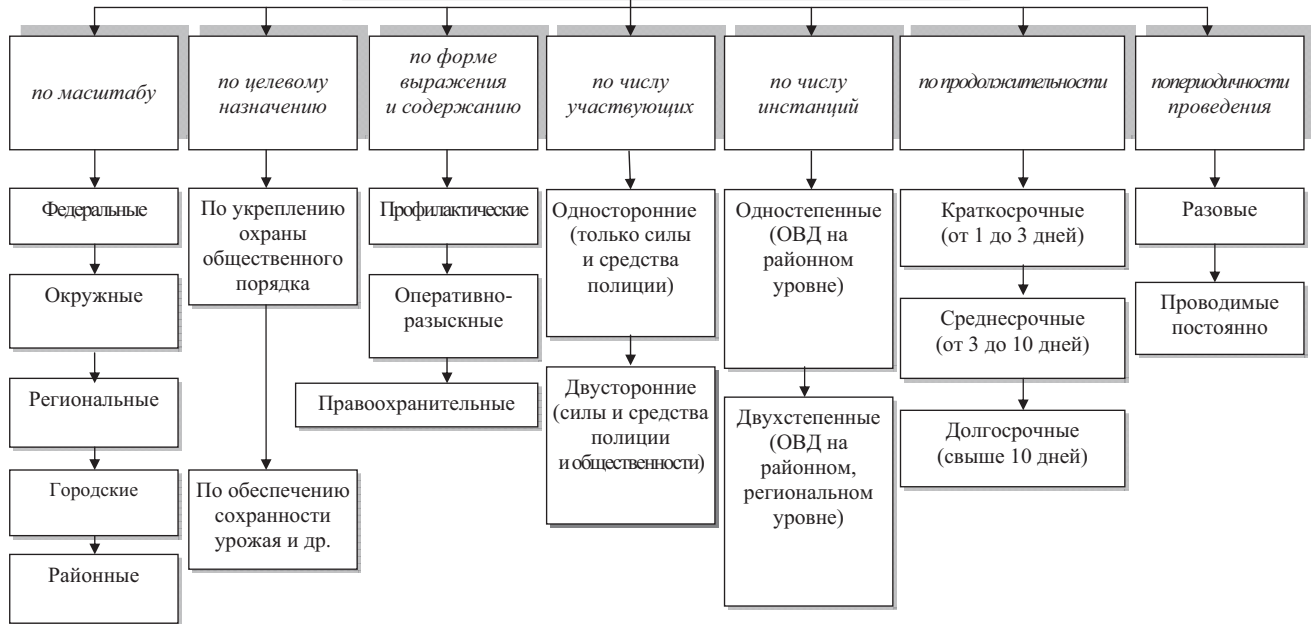 по масштабу
по целевому
назначению
по форме
выражения
и содержанию
по числу
участвующих
по числу
инстанций
по продолжительности
попериодичности
проведения
Федеральные
Окружные
Региональные
Городские
Районные
По укреплению
охраны
общественного
порядка
По обеспечению
сохранности
урожая и др.
Профилактические
Оперативно-
разыскные
Правоохранительные
Односторонние
(только силы
и средства
полиции)
Двусторонние
(силы и средства
полиции
и общественности)
Одностепенные
(ОВД на
районном
уровне)
Двухстепенные
(ОВД на
районном,
региональном
уровне)
Краткосрочные
(от 1 до 3 дней)
Среднесрочные
(от 3 до 10 дней)
Долгосрочные
(свыше 10 дней)
Разовые
Проводимые
постоянно